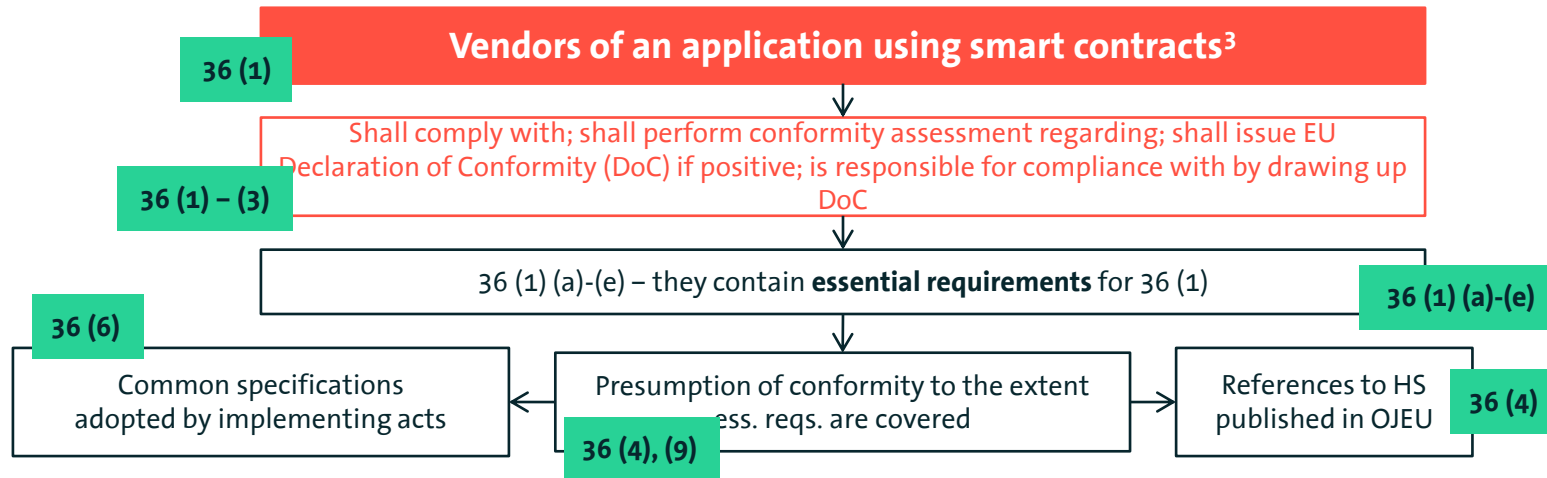 Vendors of an application using smart contracts³
36 (1)
Shall comply with; shall perform conformity assessment regarding; shall issue EU
Declaration of Conformity (DoC) if positive; is responsible for compliance with by drawing up
DoC
36 (1) – (3)
36 (1) (a)-(e) – they contain essential requirements for 36 (1)
36 (1) (a)-(e)
36 (6)
Common specifications
adopted by implementing acts
Presumption of conformity to the extent
ess. reqs. are covered
36 (4), (9)
References to HS
published in OJEU
36 (4)